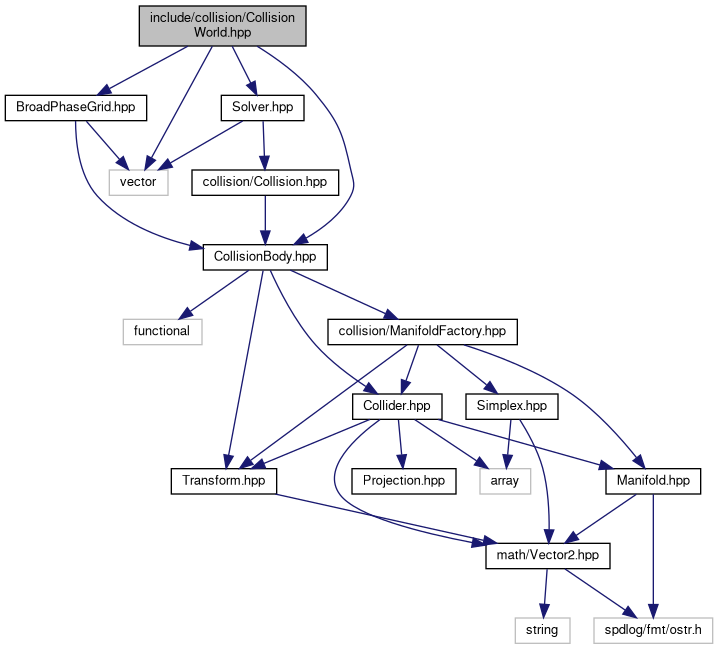 include/collision/Collision
World.hpp
BroadPhaseGrid.hpp
Solver.hpp
vector
collision/Collision.hpp
CollisionBody.hpp
functional
collision/ManifoldFactory.hpp
Collider.hpp
Simplex.hpp
Transform.hpp
Projection.hpp
array
Manifold.hpp
math/Vector2.hpp
string
spdlog/fmt/ostr.h